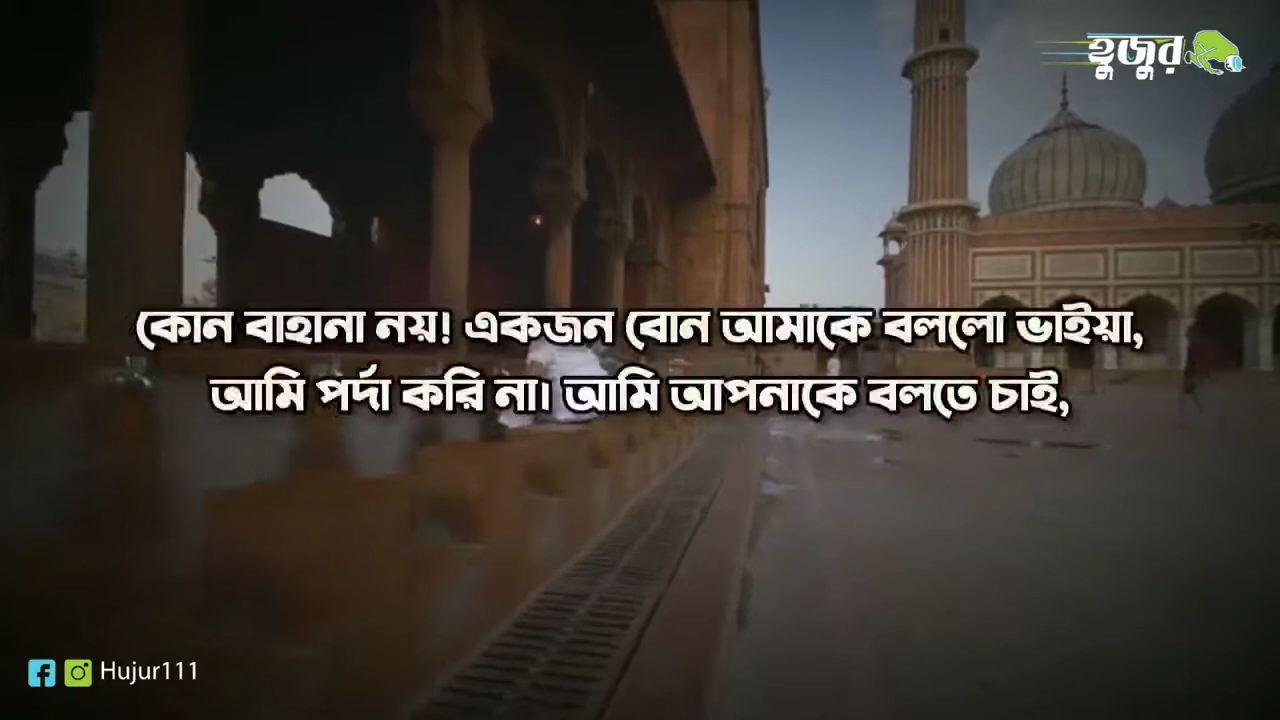 হুজুর
কোন বাহানা নয়! একজন বোন আমাকে বললো ভাইয়া,
আমি পর্দা করি না। আমি আপনাকে বলতে চাই,
Hujur111